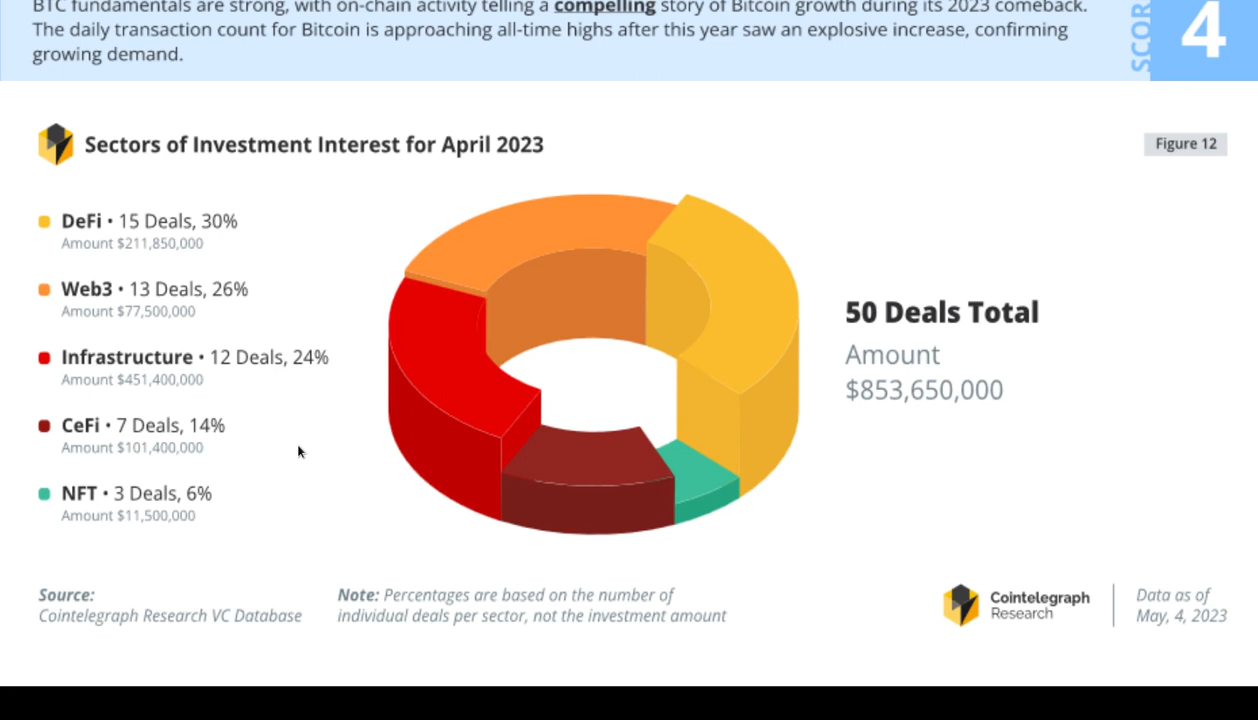 BTC fundamentals are strong, with on-chain activity telling a compelling story of Bitcoin growth during its 2023 comeback.
The daily transaction count for Bitcoin is approaching all-time highs after this year saw an explosive increase, confirming
growing demand.
SCOR
4
Sectors of Investment Interest for April 2023
Figure 12
DeFi • 15 Deals, 30%
Amount $211,850,000
Web3 • 13 Deals, 26%
Amount $77,500,000
Infrastructure • 12 Deals, 24%
Amount $451,400,000
CeFi • 7 Deals, 14%
Amount $101,400,000
NFT • 3 Deals, 6%
Amount $11,500,000
50 Deals Total
Amount
$853,650,000
Source:
Cointelegraph Research VC Database
Note: Percentages are based on the number of
individual deals per sector, not the investment amount
Cointelegraph
Research
Data as of
May, 4, 2023